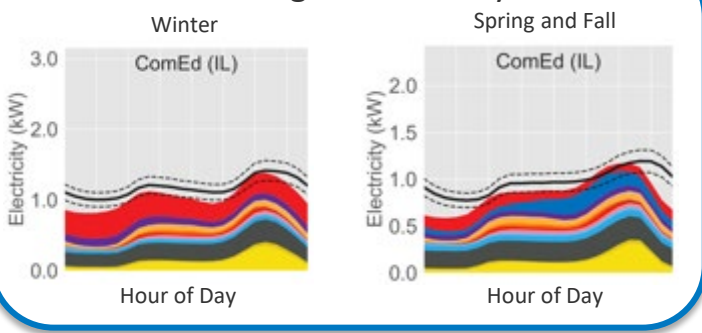 Winter
ComEd (IL)
Electricity (kW)
3.0
2.0
1.0
0.0
Hour of Day
Spring and Fall
ComEd (IL)
Electricity (kW)
2.0
1.5
1.0
0.5
0.0
Hour of Day